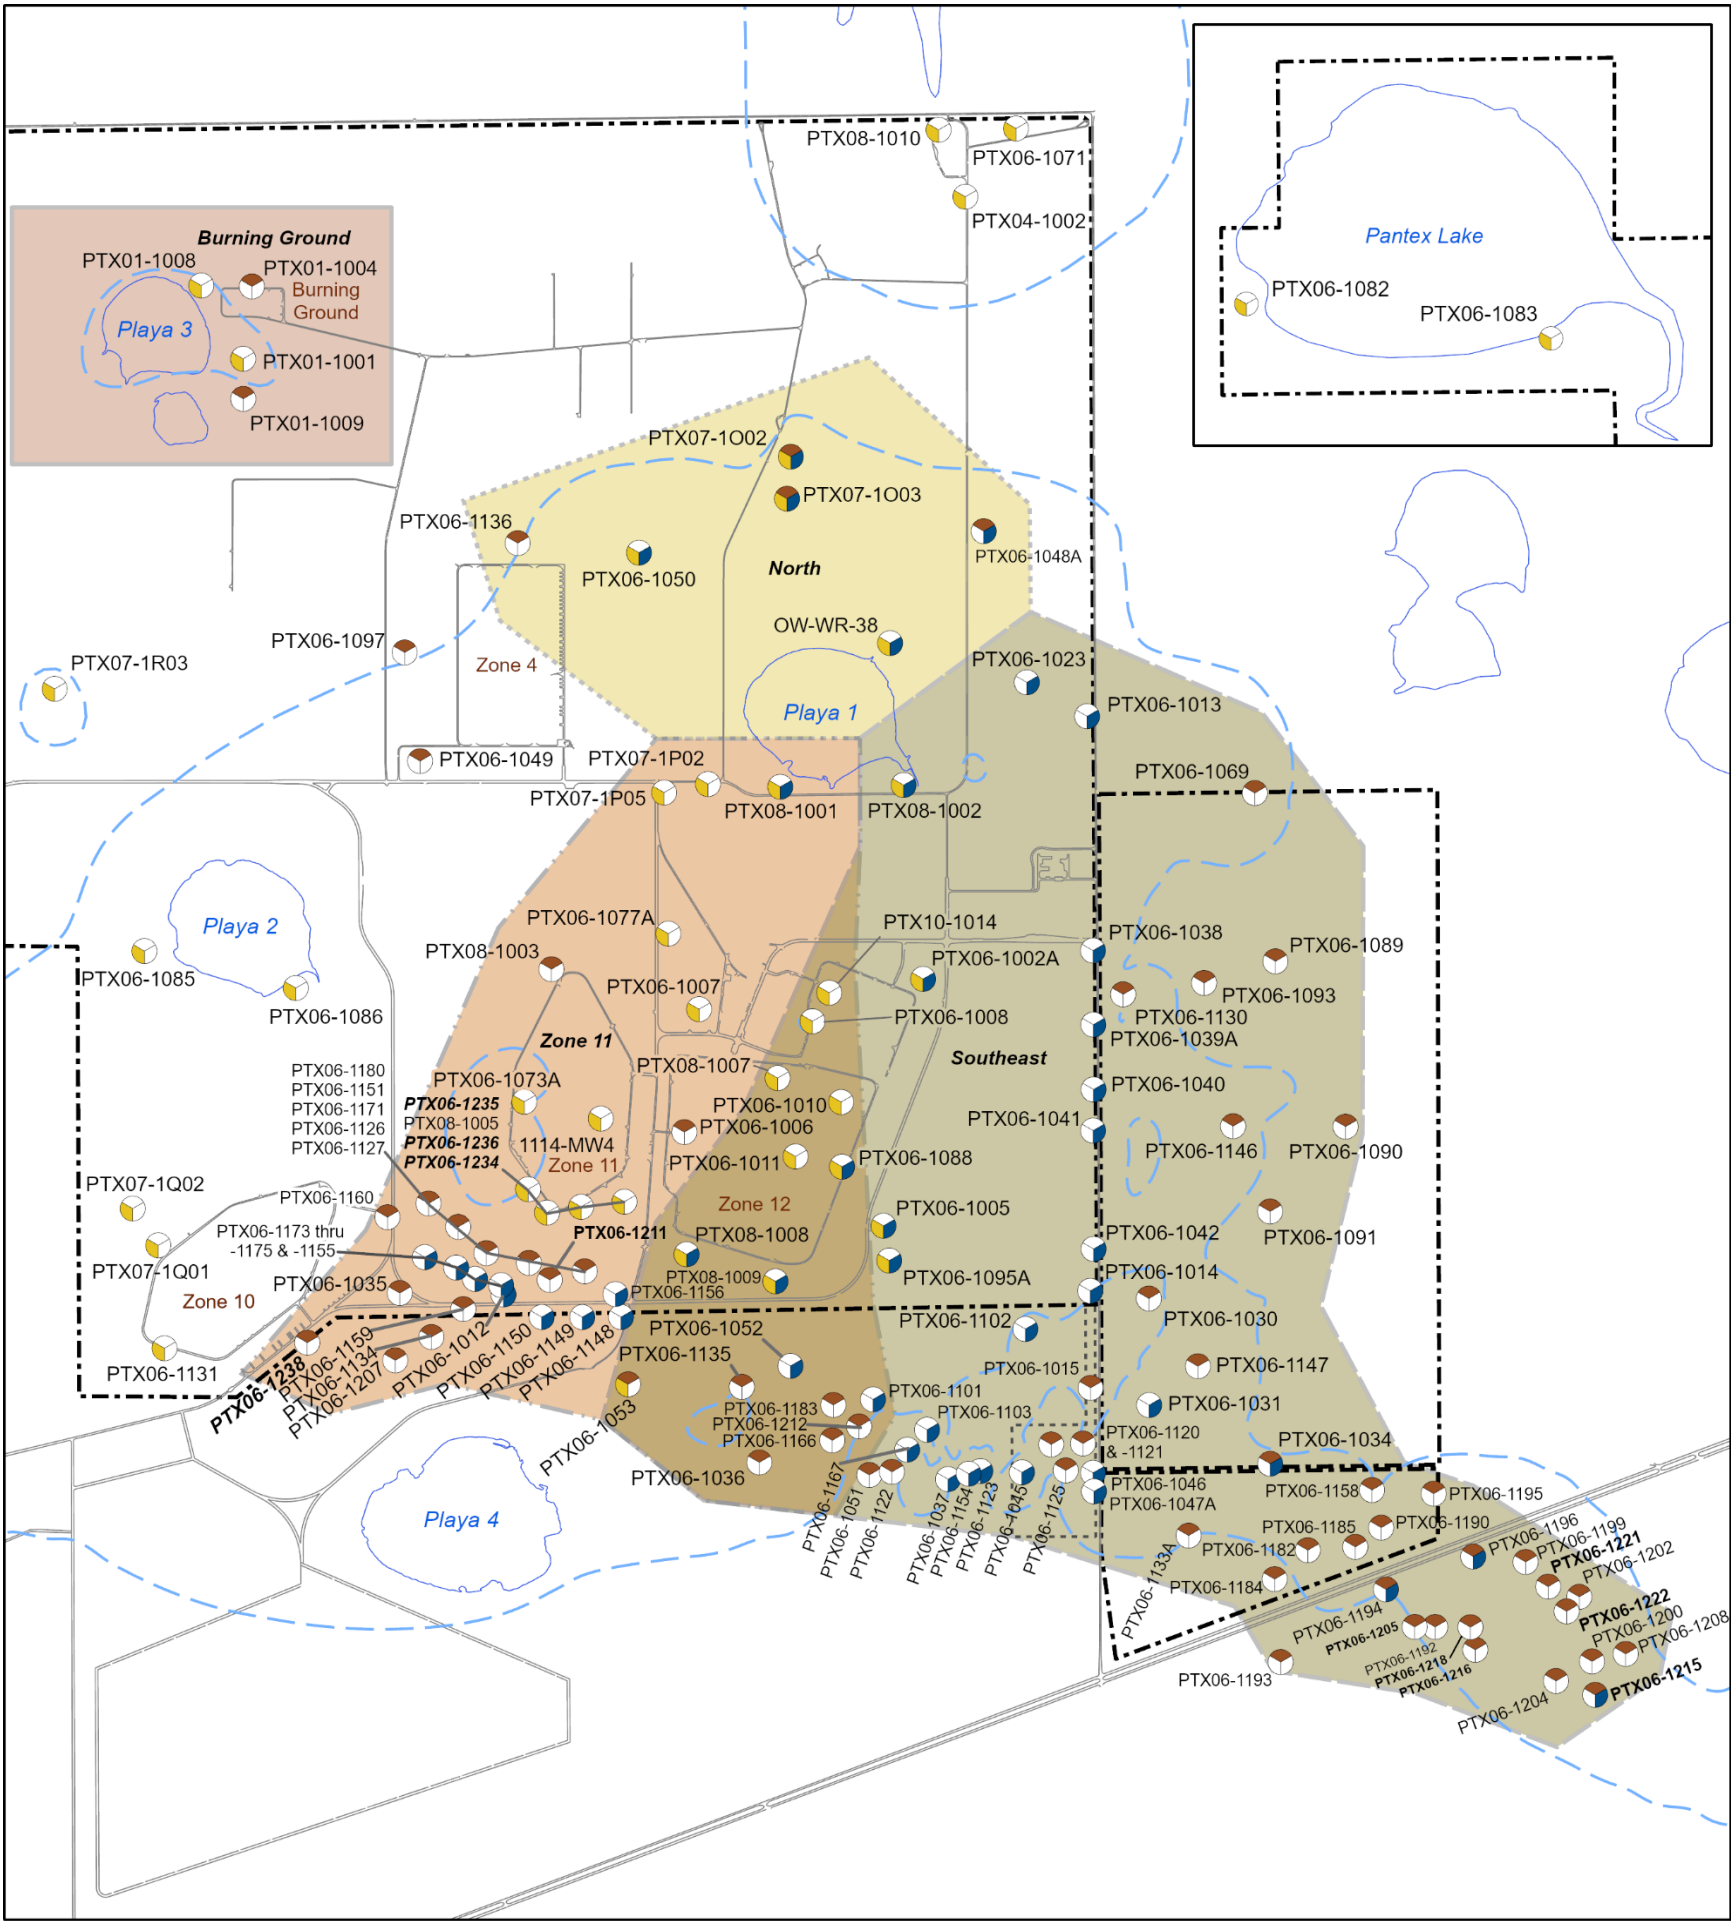 PTX08-1010
PTX06-1071
PTX04-1002
Pantex Lake
PTX06-1082
PTX06-1083
Burning Ground
PTX01-1008
PTX01-1004
Burning
Ground
Playa 3
PTX01-1001
PTX01-1009
PTX07-1O02
PTX07-1O03
PTX06-1136
PTX06-1048A
PTX06-1050
North
OW-WR-38
PTX06-1097
Zone 4
PTX07-1R03
PTX06-1023
PTX06-1013
Playa 1
PTX06-1049
PTX07-1P02
PTX07-1P05
PTX08-1001
PTX08-1002
PTX06-1069
Playa 2
PTX06-1085
PTX06-1086
PTX06-1077A
PTX08-1003
PTX06-1007
PTX10-1014
PTX06-1002A
PTX06-1008
PTX06-1038
PTX06-1089
PTX06-1093
PTX06-1130
PTX06-1039A
Zone 11
Southeast
PTX06-1180
PTX06-1151
PTX06-1171
PTX06-1126
PTX06-1127
PTX06-1073A
PTX06-1235
PTX08-1005
PTX06-1236
PTX06-1234
1114-MW4
Zone 11
PTX08-1007
PTX06-1010
PTX06-1006
PTX06-1011
PTX06-1088
PTX06-1040
PTX06-1041
PTX06-1146
PTX06-1090
PTX07-1Q02
PTX07-1Q01
Zone 10
PTX06-1160
PTX06-1173 thru
-1175 & -1155
PTX06-1035
PTX06-1211
Zone 12
PTX08-1008
PTX08-1009
PTX06-1156
PTX06-1005
PTX06-1095A
PTX06-1042
PTX06-1014
PTX06-1091
PTX06-1030
PTX06-1131
PTX06-1238
PTX06-1159
PTX06-1134
PTX06-1207
PTX06-1012
PTX06-1150
PTX06-1149
PTX06-1148
PTX06-1053
PTX06-1052
PTX06-1135
PTX06-1102
PTX06-1015
PTX06-1147
PTX06-1031
PTX06-1183
PTX06-1212
PTX06-1166
PTX06-1101
PTX06-1103
PTX06-1036
PTX06-1120
& -1121
PTX06-1034
PTX06-1046
PTX06-1047A
PTX06-1167
PTX06-1051
PTX06-1122
PTX06-1037
PTX06-1154
PTX06-1123
PTX06-1045
PTX06-1125
PTX06-1133A
Playa 4
PTX06-1158
PTX06-1195
PTX06-1190
PTX06-1185
PTX06-1182
PTX06-1184
PTX06-1196
PTX06-1199
PTX06-1221
PTX06-1202
PTX06-1222
PTX06-1200
PTX06-1208
PTX06-1215
PTX06-1194
PTX06-1205
PTX06-1192
PTX06-1218
PTX06-1216
PTX06-1193
PTX06-1204